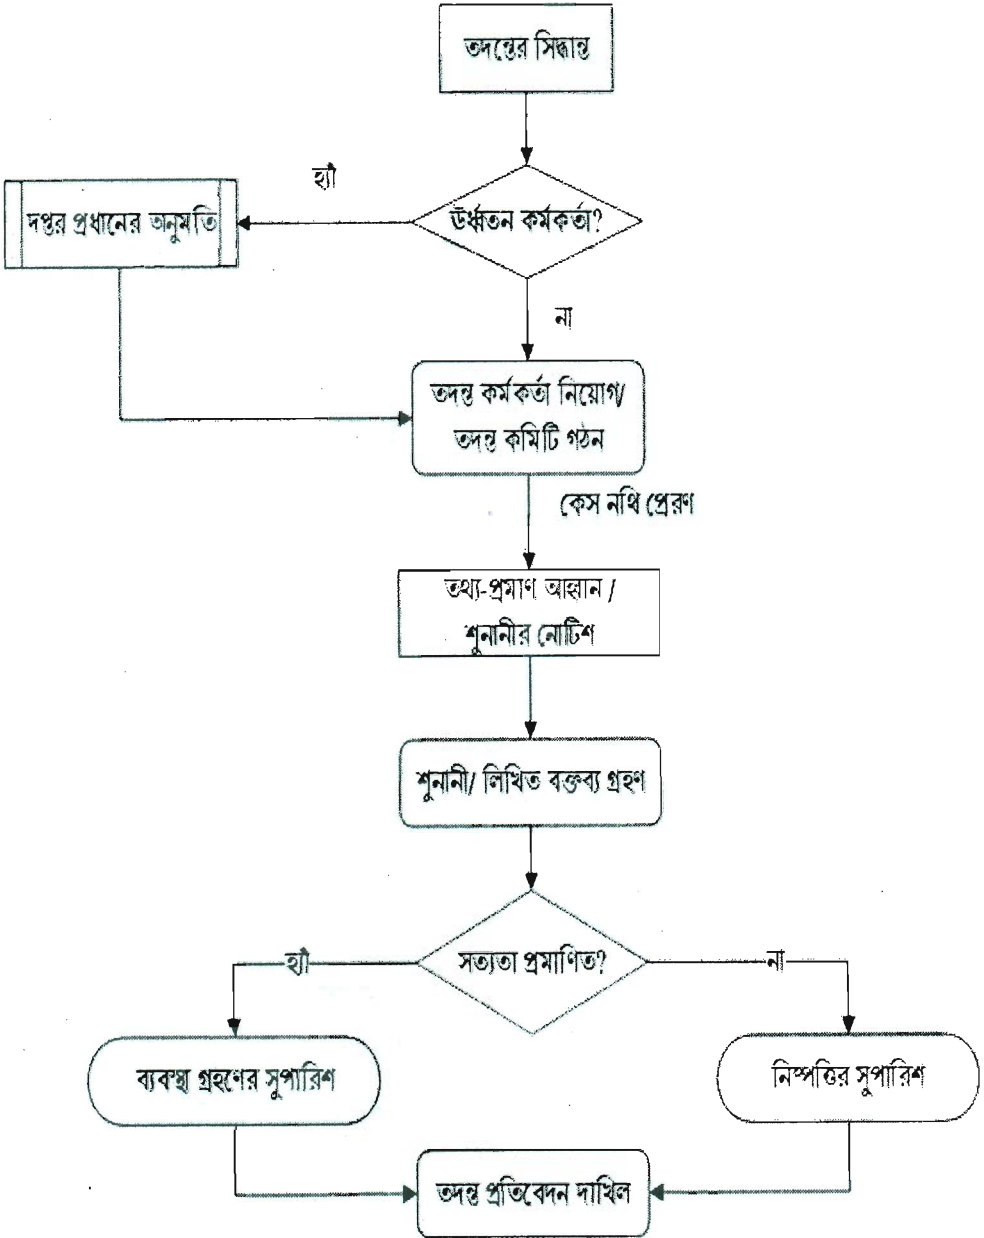 তদন্তের সিদ্ধান্ত
হ্যাঁ
দপ্তর প্রধানের অনুমতি
উর্ধ্বতন কর্মকর্তা?
না
তদন্ত কর্মকর্তা নিয়োগ/
তদন্ত কমিটি গঠন
কেস নথি প্রেরণ
তথ্য-প্রমাণ আহ্বান /
শুনানীর নোটিশ
শুনানী/ লিখিত বক্তব্য গ্রহণ
হ্যাঁ
সত্যতা প্রমাণিত?
না
ব্যবস্থা গ্রহণের সুপারিশ
নিষ্পত্তির সুপারিশ
তদন্ত প্রতিবেদন দাখিল